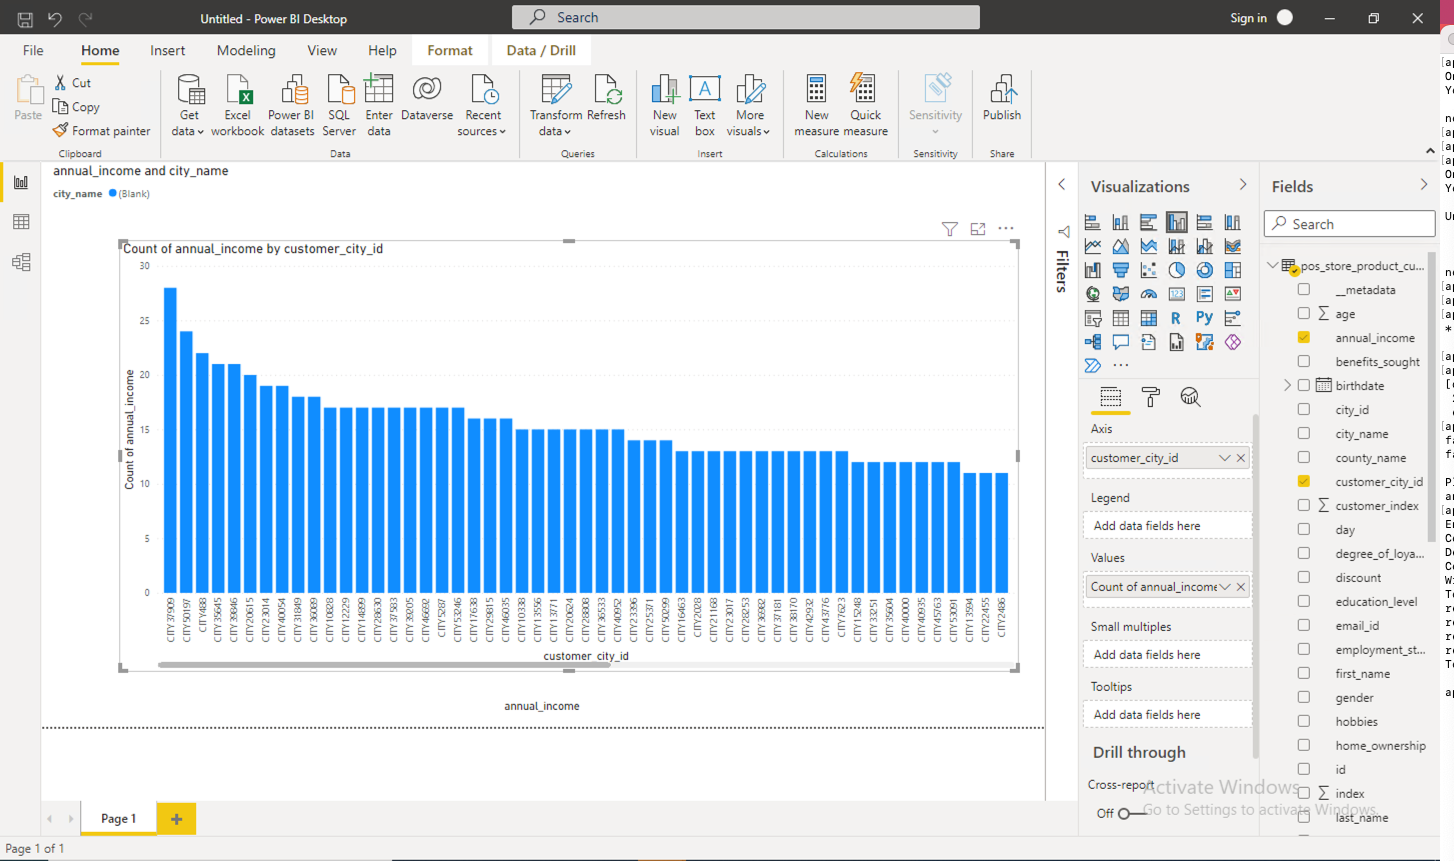 Untitled - Power BI Desktop
Search
Sign in
File
Home
Insert
Modeling
View
Help
Format
Data / Drill
Paste
Cut
Copy
Format painter
Clipboard
Get data
Excel workbook
Power BI datasets
SQL Server
Enter data
Dataverse
Recent sources
Data
Transform data
Refresh
Queries
New visual
Text box
More visuals
Insert
New measure
Quick measure
Calculations
Sensitivity
Sensitivity
Publish
Share
annual_income and city_name
city_name (Blank)
Count of annual_income by customer_city_id
Count of annual_income
30
25
20
15
10
5
0
CITY37909
CITY50197
CITY488
CITY35645
CITY39846
CITY20615
CITY23014
CITY40054
CITY31849
CITY36089
CITY10828
CITY12229
CITY14899
CITY28630
CITY37583
CITY39205
CITY46692
CITY5287
CITY53246
CITY17638
CITY29815
CITY46035
CITY10338
CITY13556
CITY13771
CITY20624
CITY28808
CITY36533
CITY40952
CITY23396
CITY25371
CITY50299
CITY16463
CITY2028
CITY21168
CITY23017
CITY28253
CITY36982
CITY37181
CITY38170
CITY42932
CITY43776
CITY7623
CITY15248
CITY33251
CITY35604
CITY40000
CITY40935
CITY45763
CITY53091
CITY13594
CITY22455
CITY22486
customer_city_id
annual_income
Filters
Visualizations
123
R
Py
Axis
customer_city_id
Legend
Add data fields here
Values
Count of annual_income
Small multiples
Add data fields here
Tooltips
Add data fields here
Drill through
Cross-report
Off
Fields
Search
pos_store_product_cu...
__metadata
age
annual_income
benefits_sought
birthdate
city_id
city_name
county_name
customer_city_id
customer_index
day
degree_of_loya...
discount
education_level
email_id
employment_st...
first_name
gender
hobbies
home_ownership
id
index
last_name
Activate Windows
Go to Settings to activate Windows.
Page 1
Page 1 of 1